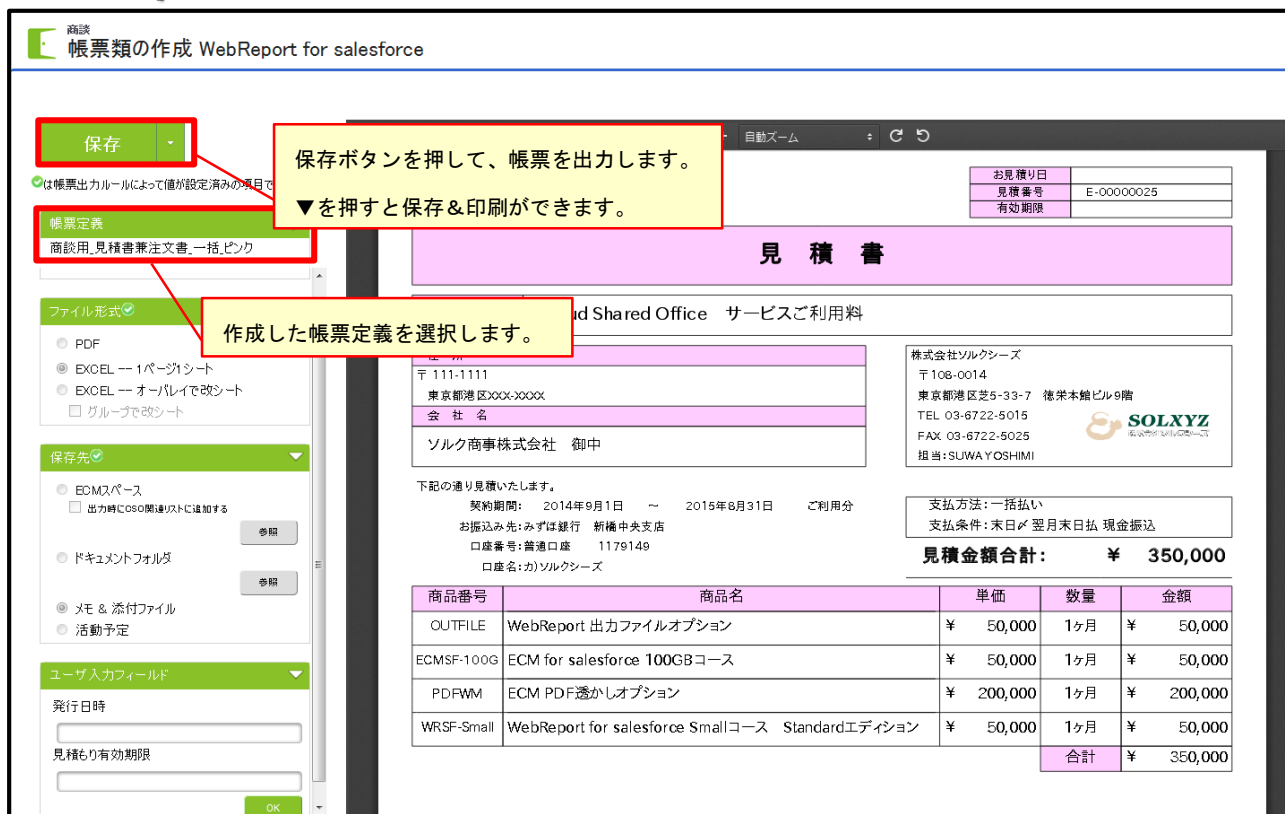 商談
帳票類の作成 WebReport for salesforce
保存
自動ズーム
保存ボタンを押して、帳票を出力します。
▼を押すと保存&印刷ができます。
は帳票出力ルールによって値が設定済みの項目で
帳票定義
商談用_見積書兼注文書_一括_ピンク
作成した帳票定義を選択します。
ファイル形式
PDF
EXCEL -- 1ページ1シート
EXCEL -- オーバレイで改シート
グループで改シート
保存先
ECMスペース
出力時にCSO関連リストに追加する
参照
ドキュメントフォルダ
参照
メモ & 添付ファイル
活動予定
ユーザ入力フィールド
発行日時
見積もり有効期限
OK
お見積り日
見積番号 E-00000025
有効期限
見 積 書
ud Shared Office サービスご利用料
〒111-1111
東京都港区XXX-XXXX
会 社 名
ソルク商事株式会社 御中
株式会社ソルクシーズ
〒108-0014
東京都港区芝5-33-7 徳栄本館ビル9階
TEL 03-6722-5015
FAX 03-6722-5025
担当:SUWA YOSHIMI
SOLXYZ
下記の通り見積いたします。
契約期間: 2014年9月1日 ~ 2015年8月31日 ご利用分
お振込み先:みずほ銀行 新橋中央支店
口座番号:普通口座 1179149
口座名:カ)ソルクシーズ
支払方法:一括払い
支払条件:末日〆翌月末日払 現金振込
見積金額合計: ¥ 350,000
商品番号 商品名 単価 数量 金額
OUTFILE WebReport 出力ファイルオプション ¥ 50,000 1ヶ月 ¥ 50,000
ECMSF-100G ECM for salesforce 100GBコース ¥ 50,000 1ヶ月 ¥ 50,000
PDFWM ECM PDF透かしオプション ¥ 200,000 1ヶ月 ¥ 200,000
WRSF-Small WebReport for salesforce Smallコース Standardエディション ¥ 50,000 1ヶ月 ¥ 50,000
合計 ¥ 350,000